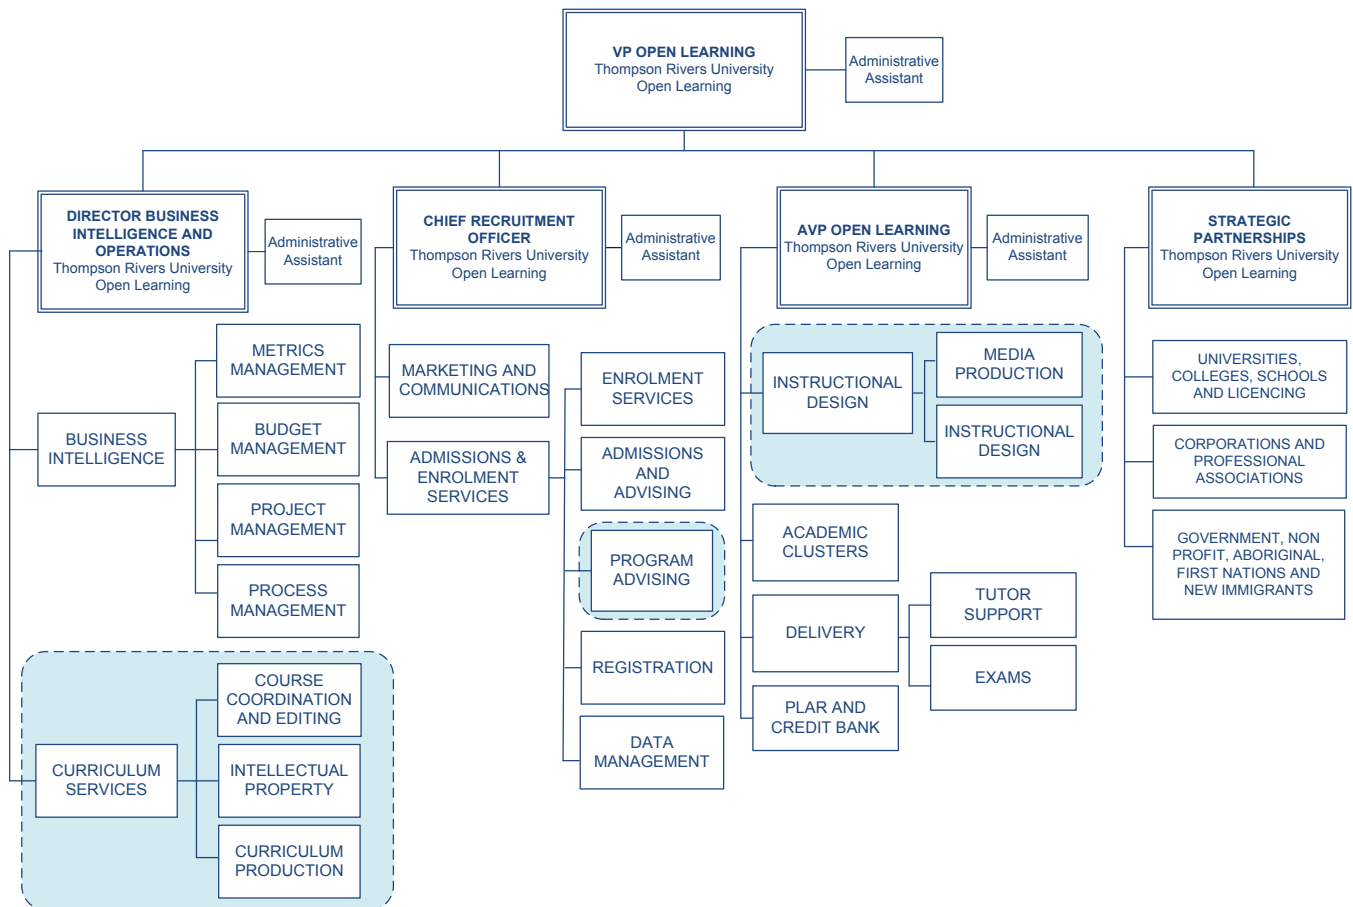 VP OPEN LEARNING
Thompson Rivers University
Open Learning
Administrative
Assistant
DIRECTOR BUSINESS
INTELLIGENCE AND
OPERATIONS
Thompson Rivers University
Open Learning
Administrative
Assistant
CHIEF RECRUITMENT
OFFICER
Thompson Rivers University
Open Learning
Administrative
Assistant
AVP OPEN LEARNING
Thompson Rivers University
Open Learning
Administrative
Assistant
STRATEGIC
PARTNERSHIPS
Thompson Rivers University
Open Learning
BUSINESS
INTELLIGENCE
METRICS
MANAGEMENT
BUDGET
MANAGEMENT
PROJECT
MANAGEMENT
PROCESS
MANAGEMENT
CURRICULUM
SERVICES
COURSE
COORDINATION
AND EDITING
INTELLECTUAL
PROPERTY
CURRICULUM
PRODUCTION
MARKETING AND
COMMUNICATIONS
ADMISSIONS &
ENROLMENT
SERVICES
ENROLMENT
SERVICES
ADMISSIONS
AND
ADVISING
PROGRAM
ADVISING
REGISTRATION
DATA
MANAGEMENT
INSTRUCTIONAL
DESIGN
MEDIA
PRODUCTION
INSTRUCTIONAL
DESIGN
ACADEMIC
CLUSTERS
DELIVERY
TUTOR
SUPPORT
EXAMS
PLAR AND
CREDIT BANK
UNIVERSITIES,
COLLEGES, SCHOOLS
AND LICENCING
CORPORATIONS AND
PROFESSIONAL
ASSOCIATIONS
GOVERNMENT, NON
PROFIT, ABORIGINAL,
FIRST NATIONS AND
NEW IMMIGRANTS